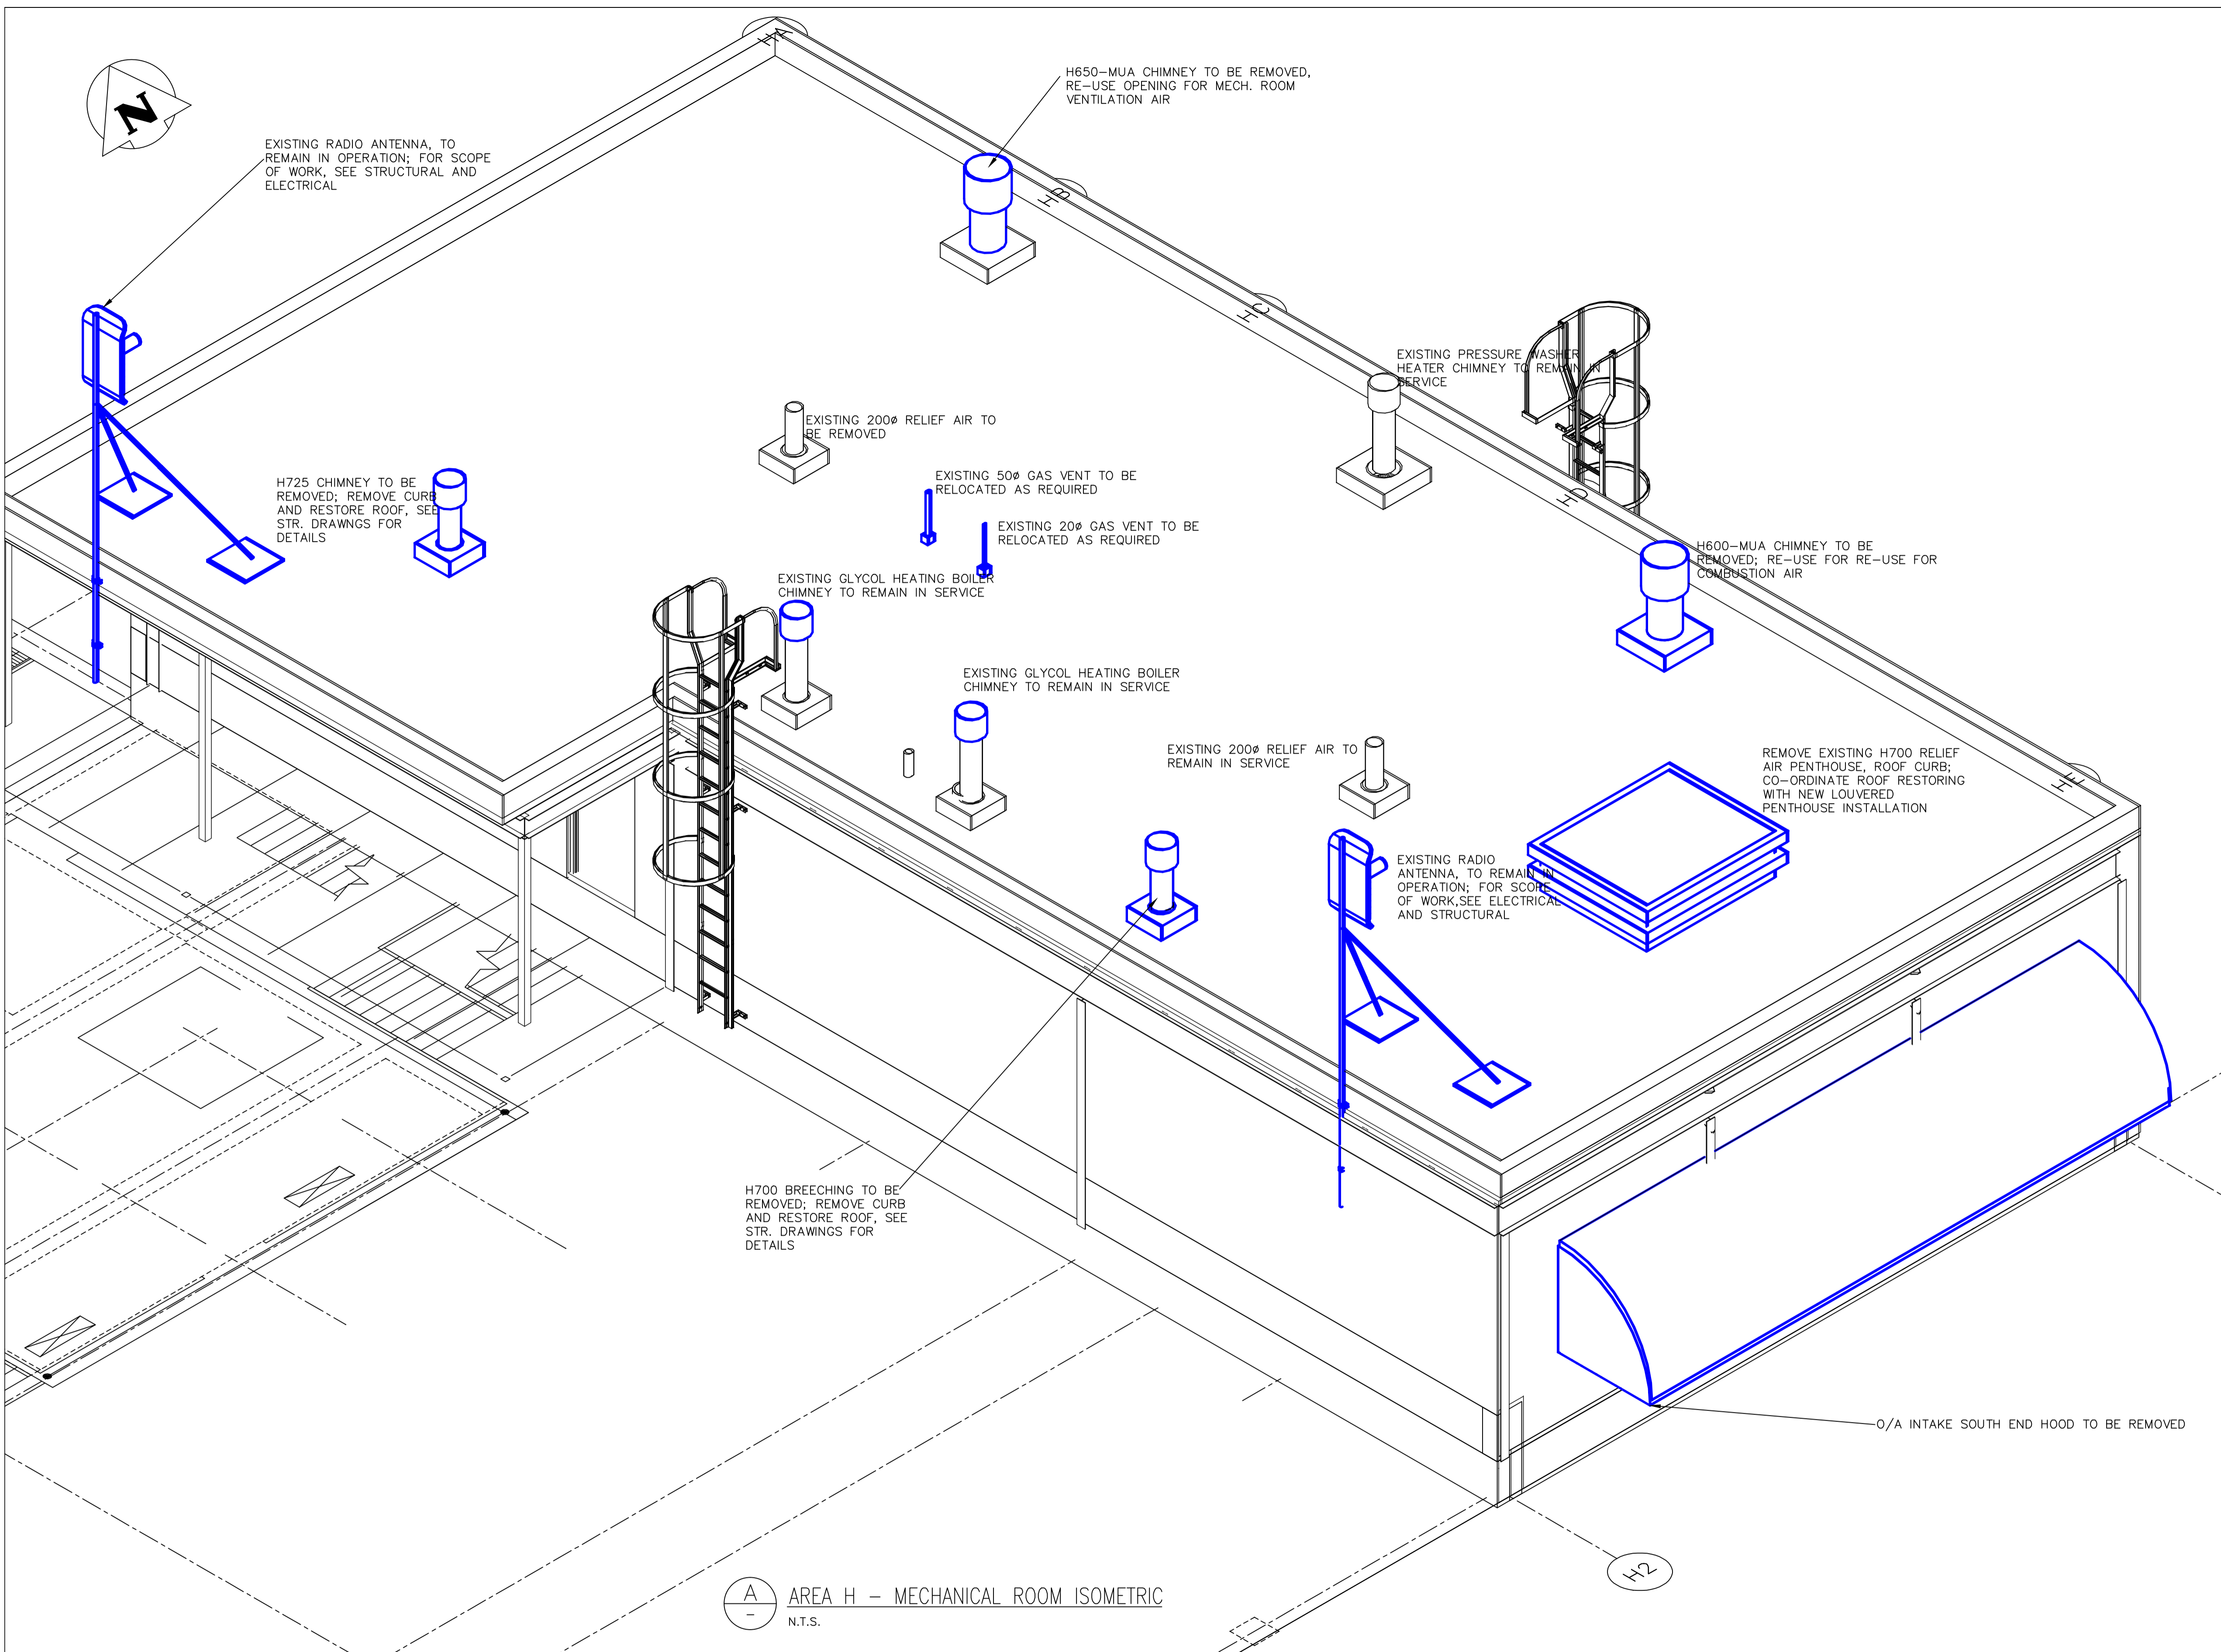 HA
N
H650-MUA CHIMNEY TO BE REMOVED,
RE-USE OPENING FOR MECH. ROOM
VENTILATION AIR
EXISTING RADIO ANTENNA, TO
REMAIN IN OPERATION; FOR SCOPE
OF WORK, SEE STRUCTURAL AND
ELECTRICAL
HB
HC
EXISTING PRESSURE WASHER
HEATER CHIMNEY TO REMAIN IN
SERVICE
EXISTING 200ø RELIEF AIR TO
BE REMOVED
H725 CHIMNEY TO BE
REMOVED; REMOVE CURB
AND RESTORE ROOF, SEE
STR. DRAWNGS FOR
DETAILS
EXISTING 50ø GAS VENT TO BE
RELOCATED AS REQUIRED
HD
EXISTING 20ø GAS VENT TO BE
RELOCATED AS REQUIRED
H600-MUA CHIMNEY TO BE
REMOVED; RE-USE FOR RE-USE FOR
COMBUSTION AIR
EXISTING GLYCOL HEATING BOILER
CHIMNEY TO REMAIN IN SERVICE
EXISTING GLYCOL HEATING BOILER
CHIMNEY TO REMAIN IN SERVICE
EXISTING 200ø RELIEF AIR TO
REMAIN IN SERVICE
REMOVE EXISTING H700 RELIEF
AIR PENTHOUSE, ROOF CURB;
CO-ORDINATE ROOF RESTORING
WITH NEW LOUVERED
PENTHOUSE INSTALLATION
HE
EXISTING RADIO
ANTENNA, TO REMAIN IN
OPERATION; FOR SCOPE
OF WORK,SEE ELECTRICAL
AND STRUCTURAL
H700 BREECHING TO BE
REMOVED; REMOVE CURB
AND RESTORE ROOF, SEE
STR. DRAWINGS FOR
DETAILS
O/A INTAKE SOUTH END HOOD TO BE REMOVED
H2
A
-
AREA H - MECHANICAL ROOM ISOMETRIC
N.T.S.